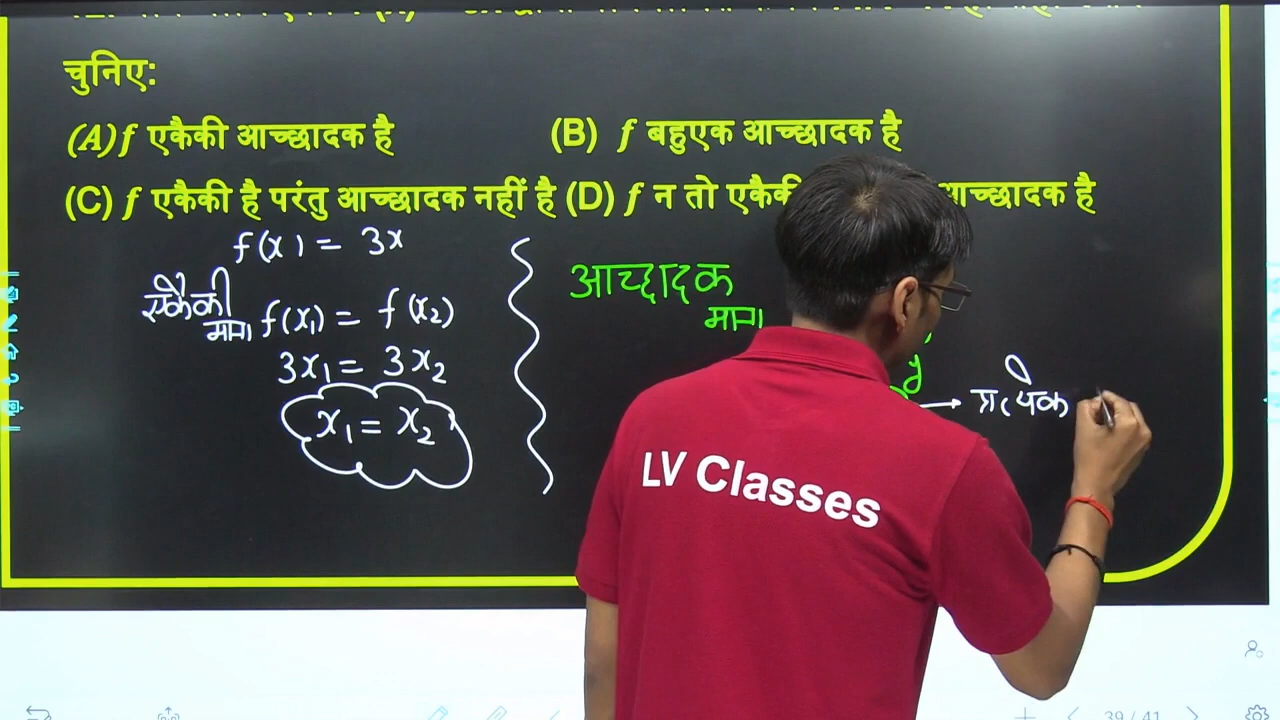 चुनिए:
(A) f एकैकी आच्छादक है
(B) f बहुएक आच्छादक है
(C) f एकैकी है परंतु आच्छादक नहीं है (D) f न तो एकैकी आच्छादक है
f(x) = 3x
एकैकी
माना f(x₁) = f(x₂)
3x₁ = 3x₂
x₁ = x₂
आच्छादक
माना
y
→ प्रत्येक
LV Classes
39 / 41